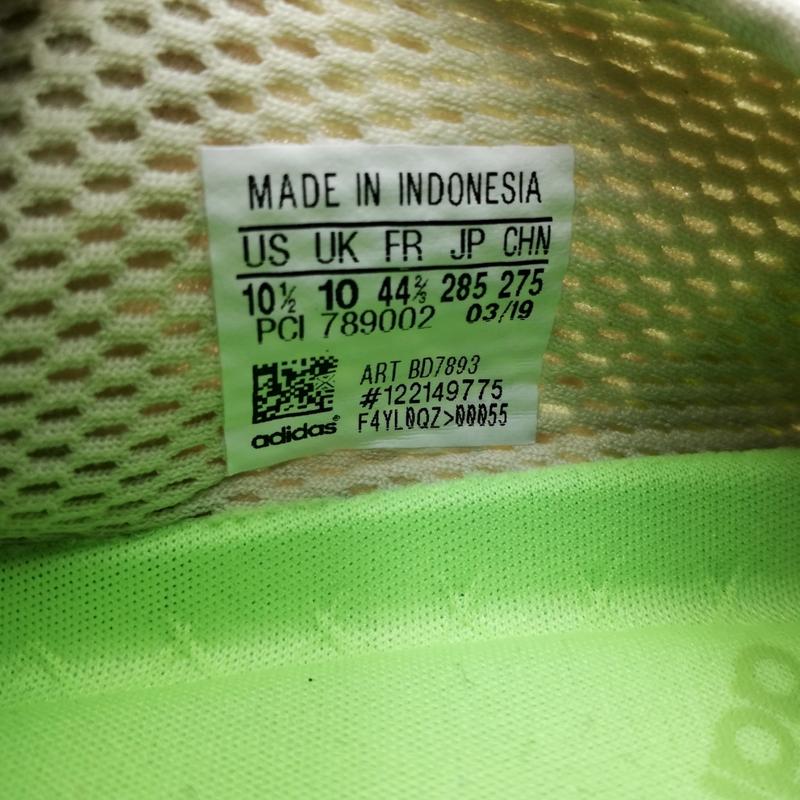 MADE IN INDONESIA
US UK FR JP CHN
10½ 10 44⅔ 285 275
PCI 789002 03/19
ART BD7893
#122149775
F4YL0QZ>00055
adidas®